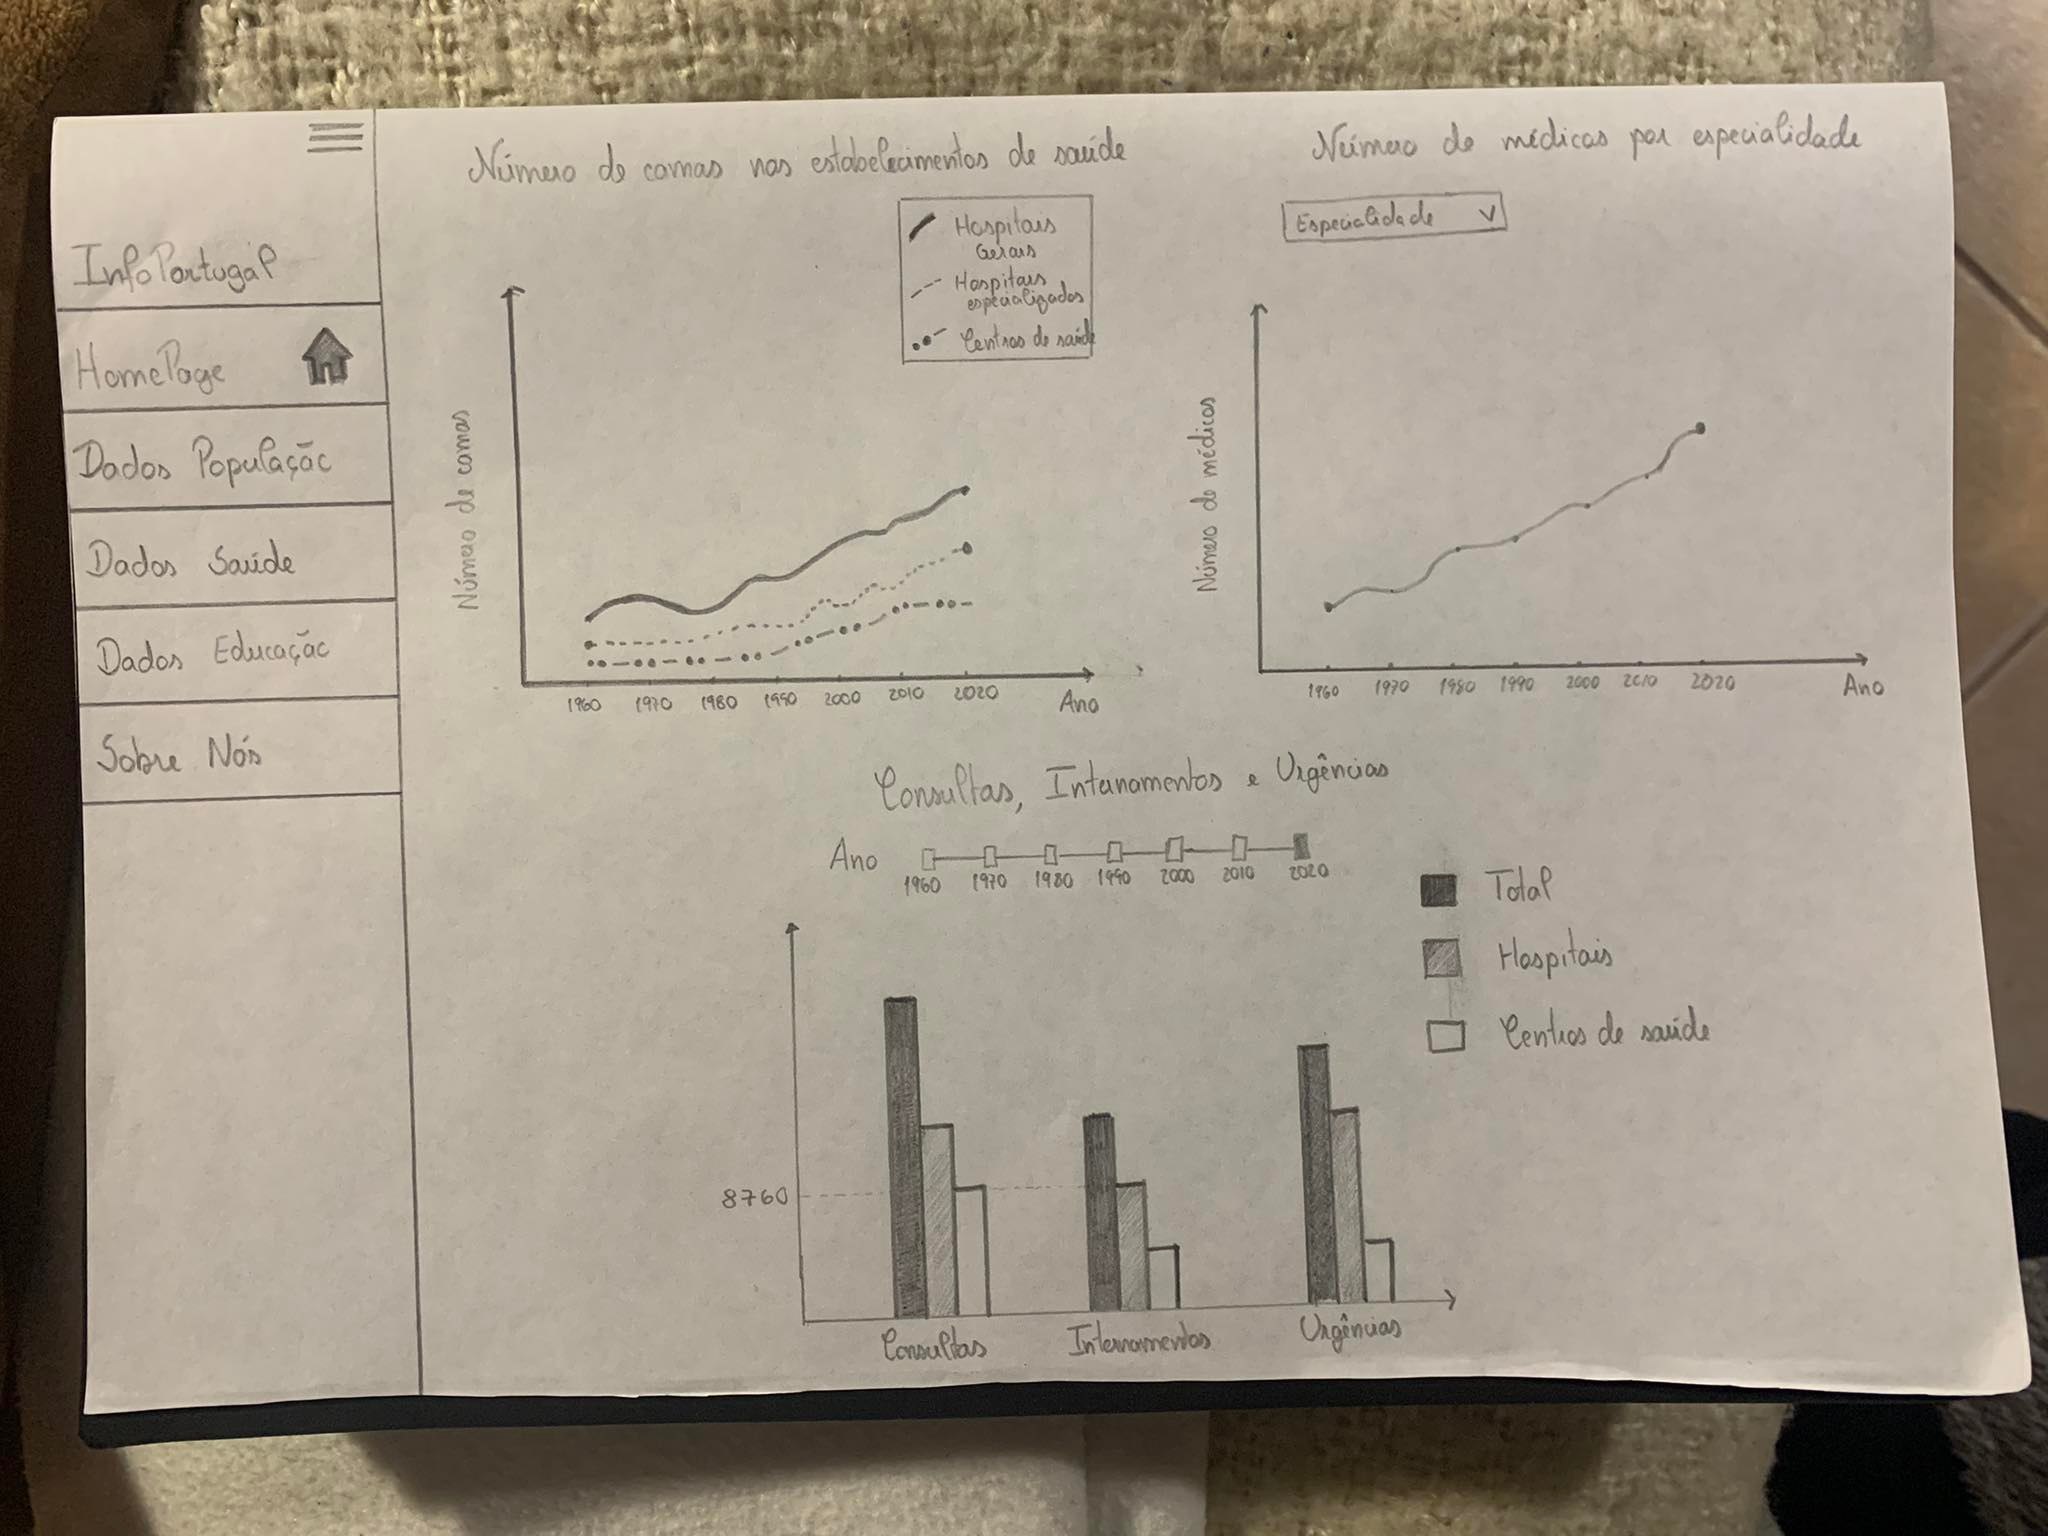 InfoPortugal
HomePage
Dados População
Dados Saúde
Dados Educação
Sobre Nós
Número de camas nos estabelecimentos de saúde
Hospitais
Gerais
Hospitais
especializados
Centros de saúde
Número de camas
1960 1970 1980 1990 2000 2010 2020
Ano
Número de médicos por especialidade
Especialidade V
Número de médicos
1960 1970 1980 1990 2000 2010 2020
Ano
Consultas, Internamentos e Urgências
Ano
1960 1970 1980 1990 2000 2010 2020
Total
Hospitais
Centros de saúde
8760
Consultas Internamentos Urgências